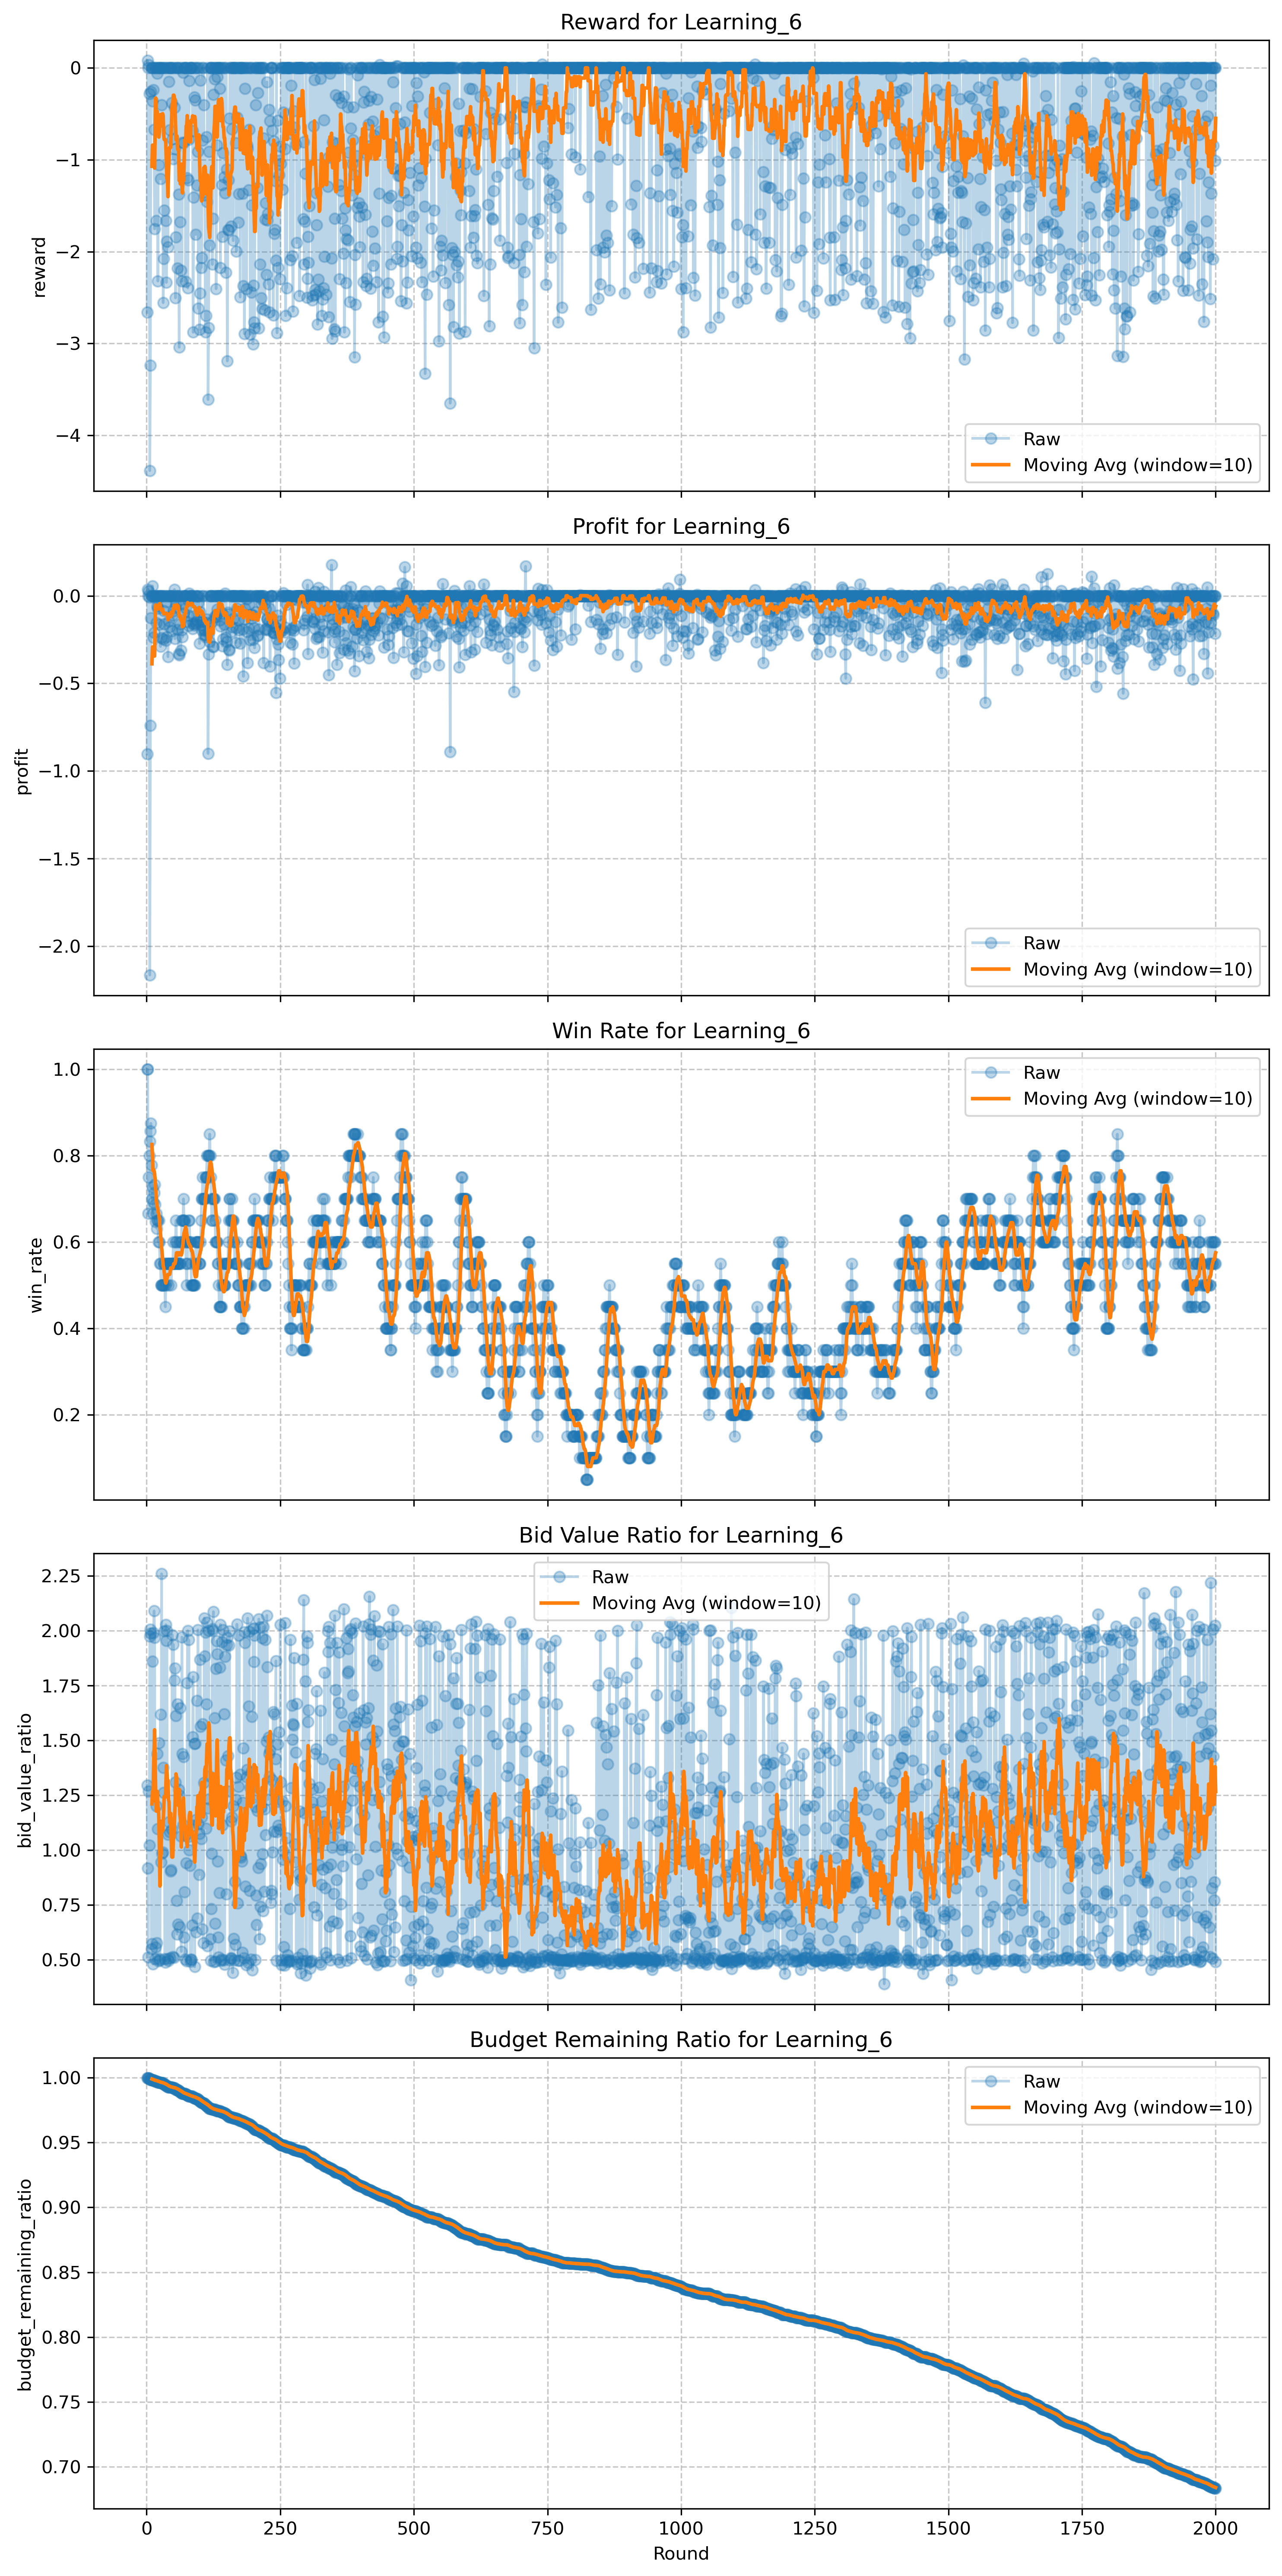 Reward for Learning_6
0
−1
−2
−3
−4
reward
Raw
Moving Avg (window=10)
Profit for Learning_6
0.0
−0.5
−1.0
−1.5
−2.0
profit
Raw
Moving Avg (window=10)
Win Rate for Learning_6
1.0
0.8
0.6
0.4
0.2
win_rate
Raw
Moving Avg (window=10)
Bid Value Ratio for Learning_6
2.25
2.00
1.75
1.50
1.25
1.00
0.75
0.50
bid_value_ratio
Raw
Moving Avg (window=10)
Budget Remaining Ratio for Learning_6
1.00
0.95
0.90
0.85
0.80
0.75
0.70
budget_remaining_ratio
Raw
Moving Avg (window=10)
0 250 500 750 1000 1250 1500 1750 2000
Round